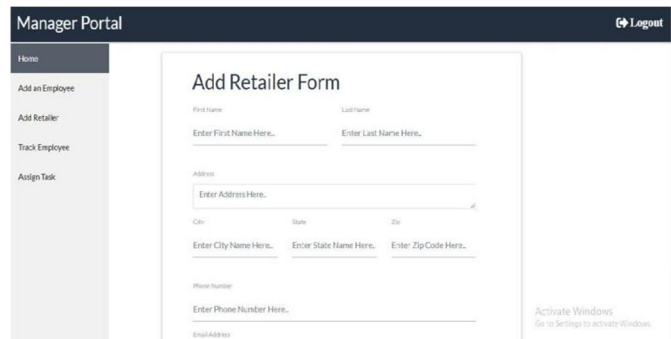 Manager Portal
Logout
Home
Add an Employee
Add Retailer
Track Employee
Assign Task
Add Retailer Form
First Name Last Name
Enter First Name Here.. Enter Last Name Here..
Address
Enter Address Here..
City State Zip
Enter City Name Here.. Enter State Name Here.. Enter Zip Code Here..
Phone Number
Enter Phone Number Here..
Email Address
Activate Windows
Go to Settings to activate Windows.